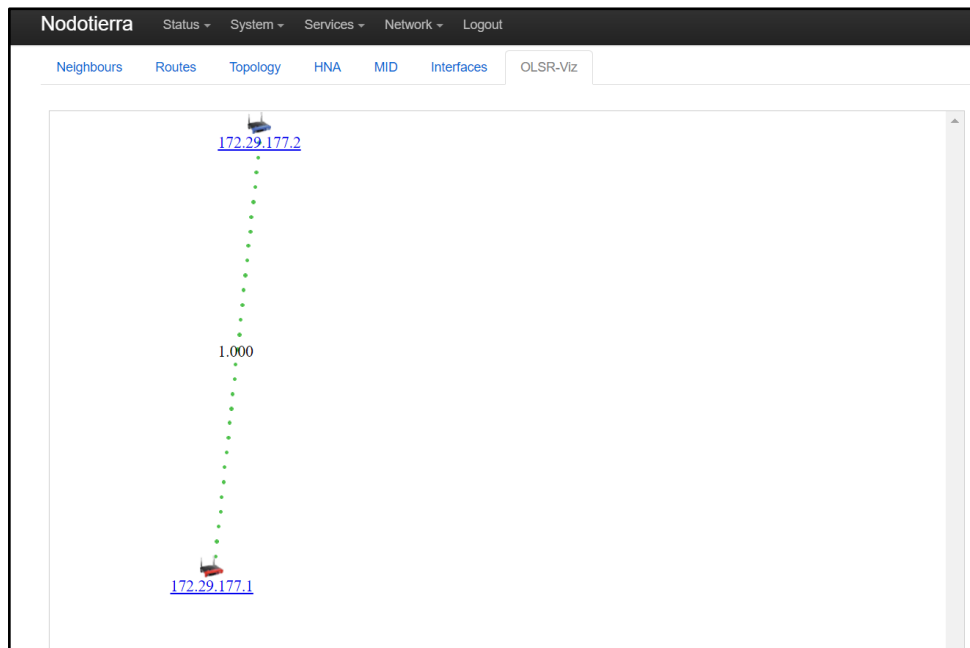 Nodotierra Status System Services Network Logout
Neighbours Routes Topology HNA MID Interfaces OLSR-Viz
172.29.177.2
1.000
172.29.177.1